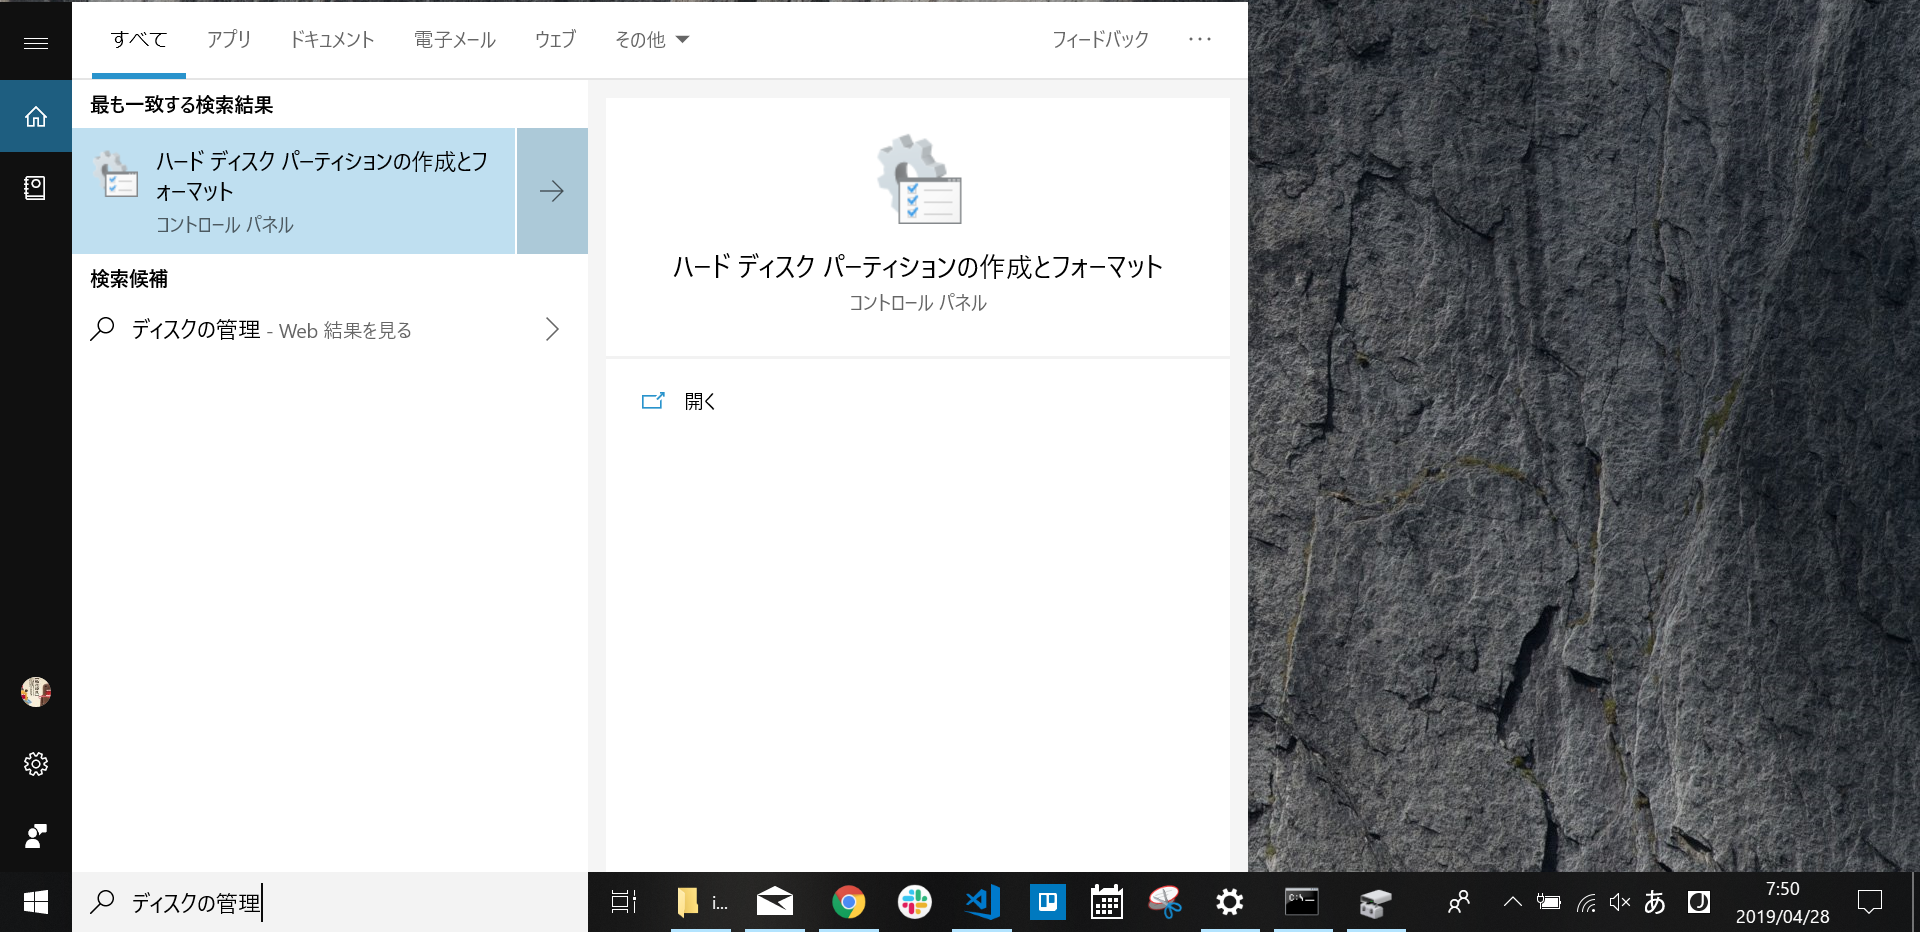 すべて
アプリ
ドキュメント
電子メール
ウェブ
その他
フィードバック
最も一致する検索結果
ハード ディスク パーティションの作成とフ
ォーマット
コントロール パネル
検索候補
ディスクの管理 - Web 結果を見る
ハード ディスク パーティションの作成とフォーマット
コントロール パネル
開く
ディスクの管理
i...
C:\_
あ
7:50
2019/04/28